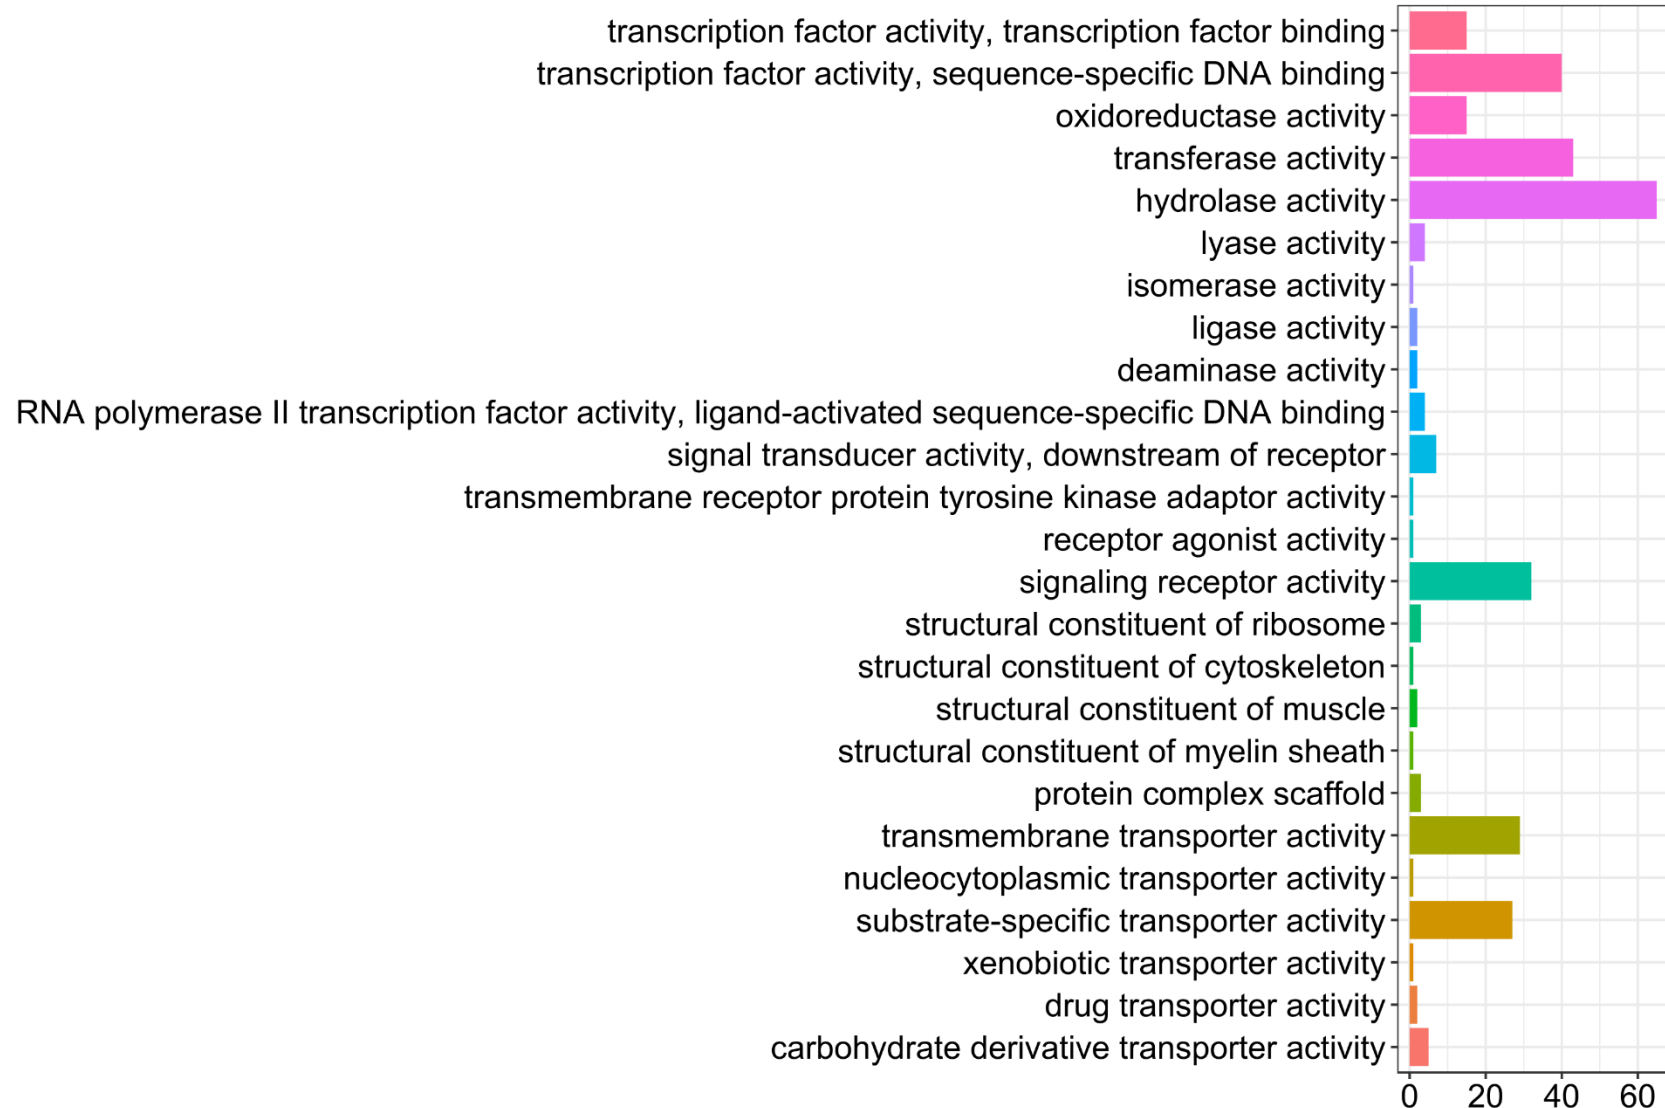 transcription factor activity, transcription factor binding
transcription factor activity, sequence-specific DNA binding
oxidoreductase activity
transferase activity
hydrolase activity
lyase activity
isomerase activity
ligase activity
deaminase activity
RNA polymerase II transcription factor activity, ligand-activated sequence-specific DNA binding
signal transducer activity, downstream of receptor
transmembrane receptor protein tyrosine kinase adaptor activity
receptor agonist activity
signaling receptor activity
structural constituent of ribosome
structural constituent of cytoskeleton
structural constituent of muscle
structural constituent of myelin sheath
protein complex scaffold
transmembrane transporter activity
nucleocytoplasmic transporter activity
substrate-specific transporter activity
xenobiotic transporter activity
drug transporter activity
carbohydrate derivative transporter activity
0 20 40 60